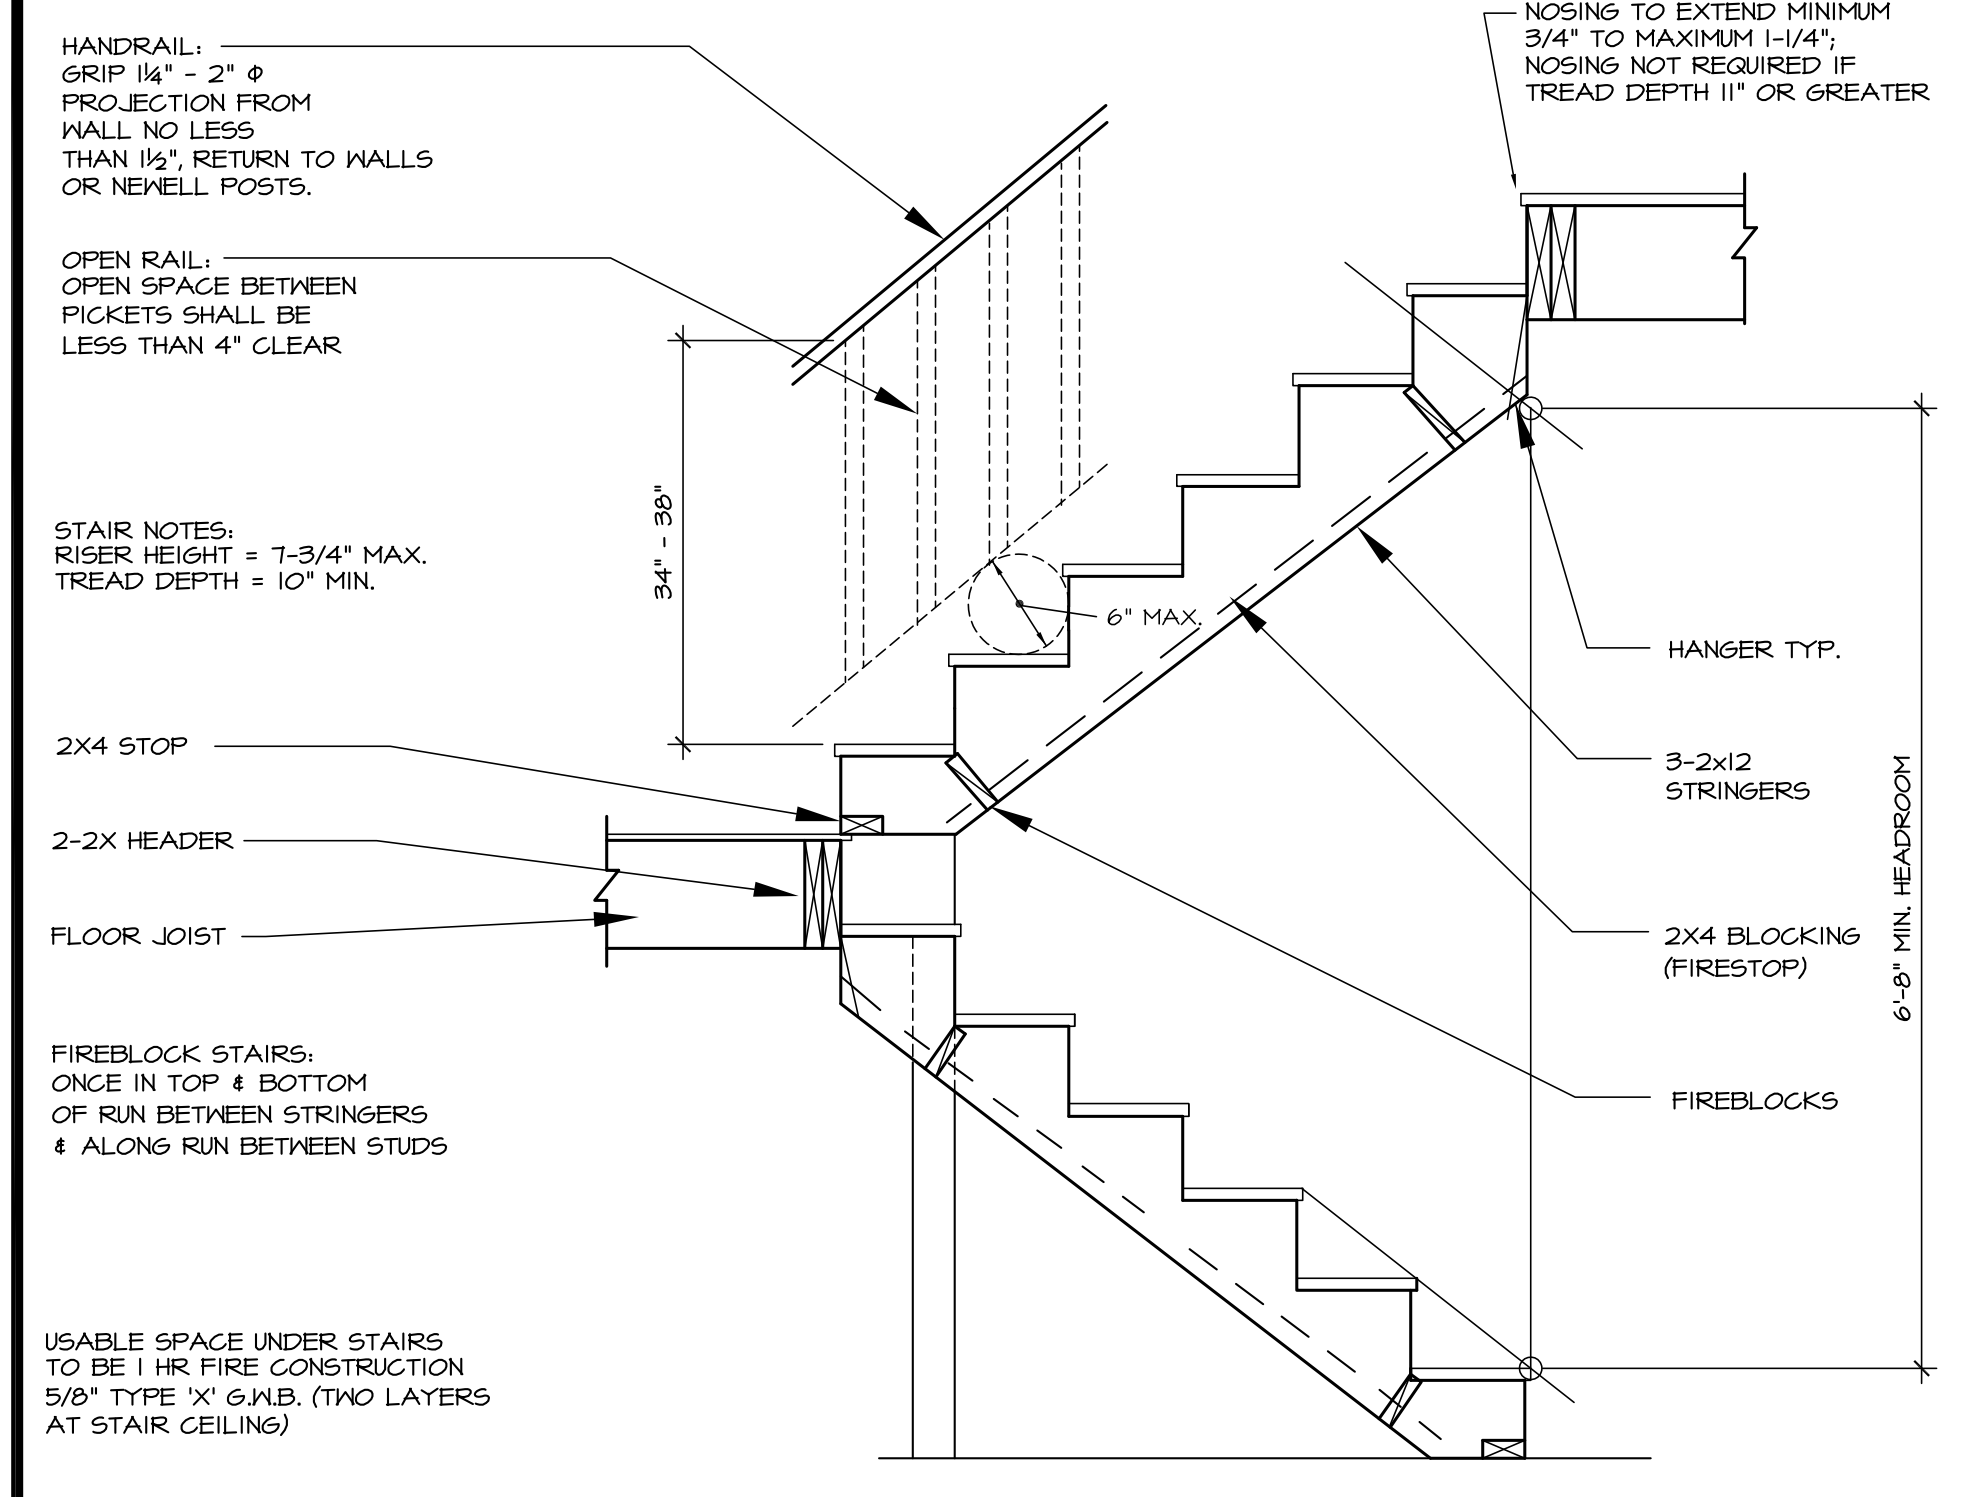 HANDRAIL:
GRIP 1¼" - 2" Φ
PROJECTION FROM
WALL NO LESS
THAN 1½", RETURN TO WALLS
OR NEWELL POSTS.
OPEN RAIL:
OPEN SPACE BETWEEN
PICKETS SHALL BE
LESS THAN 4" CLEAR
STAIR NOTES:
RISER HEIGHT = 7-3/4" MAX.
TREAD DEPTH = 10" MIN.
2X4 STOP
2-2X HEADER
FLOOR JOIST
FIREBLOCK STAIRS:
ONCE IN TOP & BOTTOM
OF RUN BETWEEN STRINGERS
& ALONG RUN BETWEEN STUDS
USABLE SPACE UNDER STAIRS
TO BE 1 HR FIRE CONSTRUCTION
5/8" TYPE 'X' G.W.B. (TWO LAYERS
AT STAIR CEILING)
34" - 38"
6" MAX.
NOSING TO EXTEND MINIMUM
3/4" TO MAXIMUM 1-1/4";
NOSING NOT REQUIRED IF
TREAD DEPTH 11" OR GREATER
HANGER TYP.
3-2x12
STRINGERS
2X4 BLOCKING
(FIRESTOP)
FIREBLOCKS
6'-8" MIN. HEADROOM